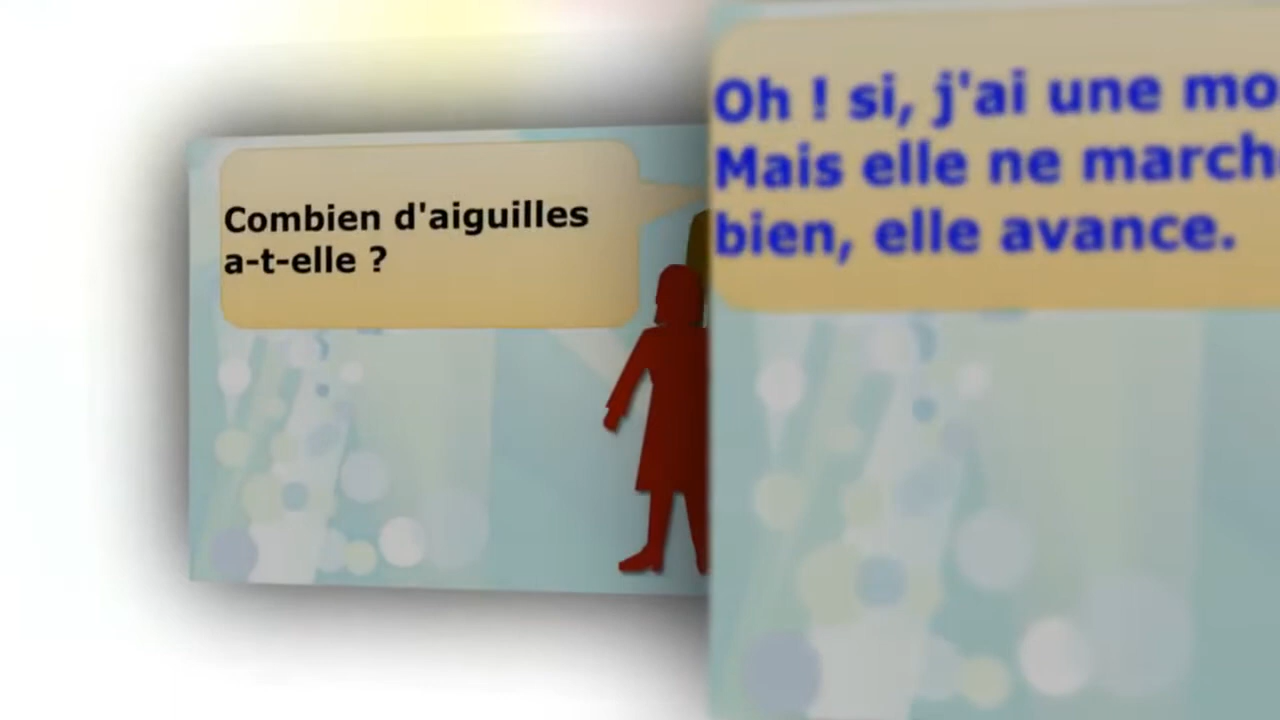 Combien d'aiguilles
a-t-elle ?
Oh ! si, j'ai une
Mais elle ne
bien, elle avance.